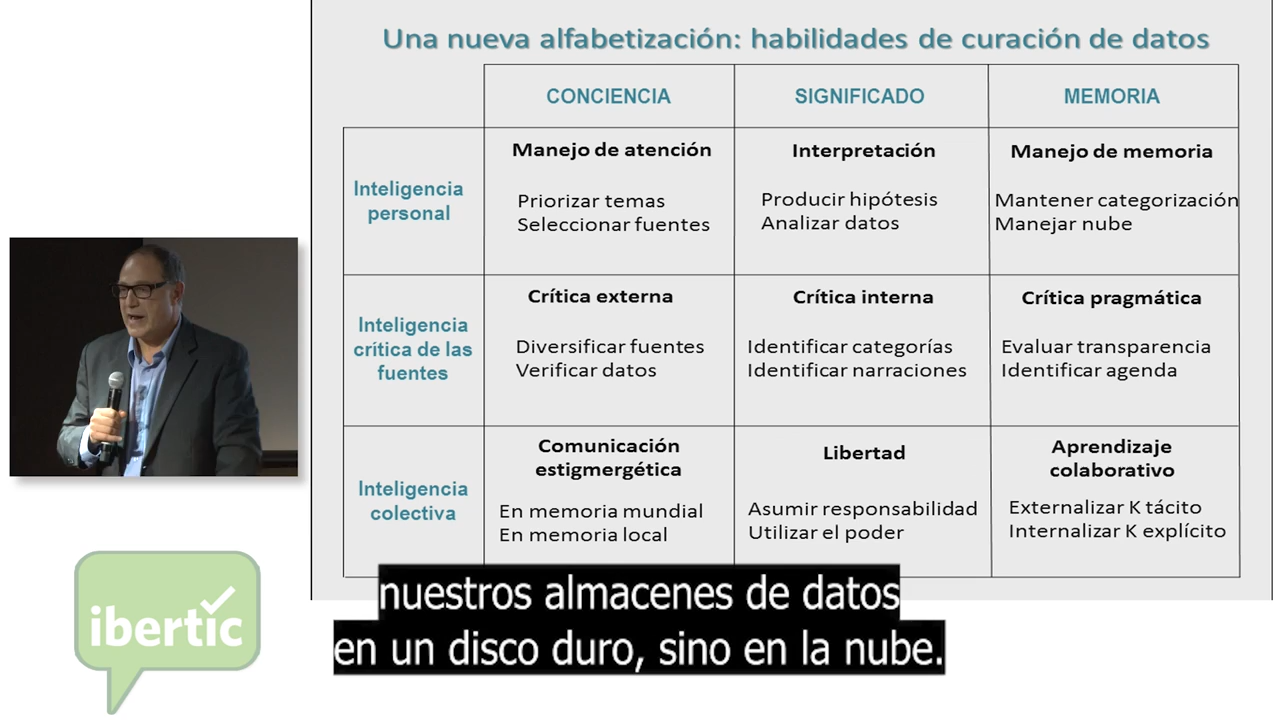 Una nueva alfabetización: habilidades de curación de datos
CONCIENCIA
SIGNIFICADO
MEMORIA
Inteligencia
personal
Manejo de atención
Priorizar temas
Seleccionar fuentes
Interpretación
Producir hipótesis
Analizar datos
Manejo de memoria
Mantener categorización
Manejar nube
Inteligencia
crítica de las
fuentes
Crítica externa
Diversificar fuentes
Verificar datos
Crítica interna
Identificar categorías
Identificar narraciones
Crítica pragmática
Evaluar transparencia
Identificar agenda
Inteligencia
colectiva
Comunicación
estigmergética
En memoria mundial
En memoria local
Libertad
Asumir responsabilidad
Utilizar el poder
Aprendizaje
colaborativo
Externalizar K tácito
Internalizar K explícito
ibertic
nuestros almacenes de datos
en un disco duro, sino en la nube.